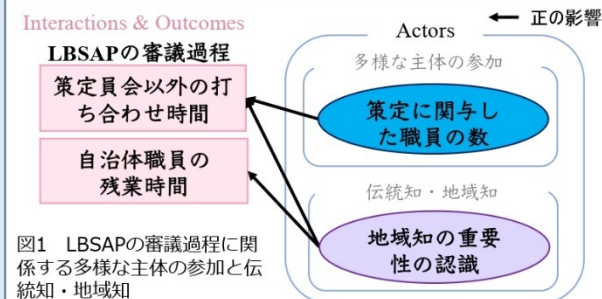 Interactions & Outcomes
LBSAPの審議過程
策定員会以外の打
ち合わせ時間
自治体職員の
残業時間
図1 LBSAPの審議過程に関
係する多様な主体の参加と伝
統知・地域知
正の影響
Actors
多様な主体の参加
策定に関与し
た職員の数
伝統知・地域知
地域知の重要
性の認識